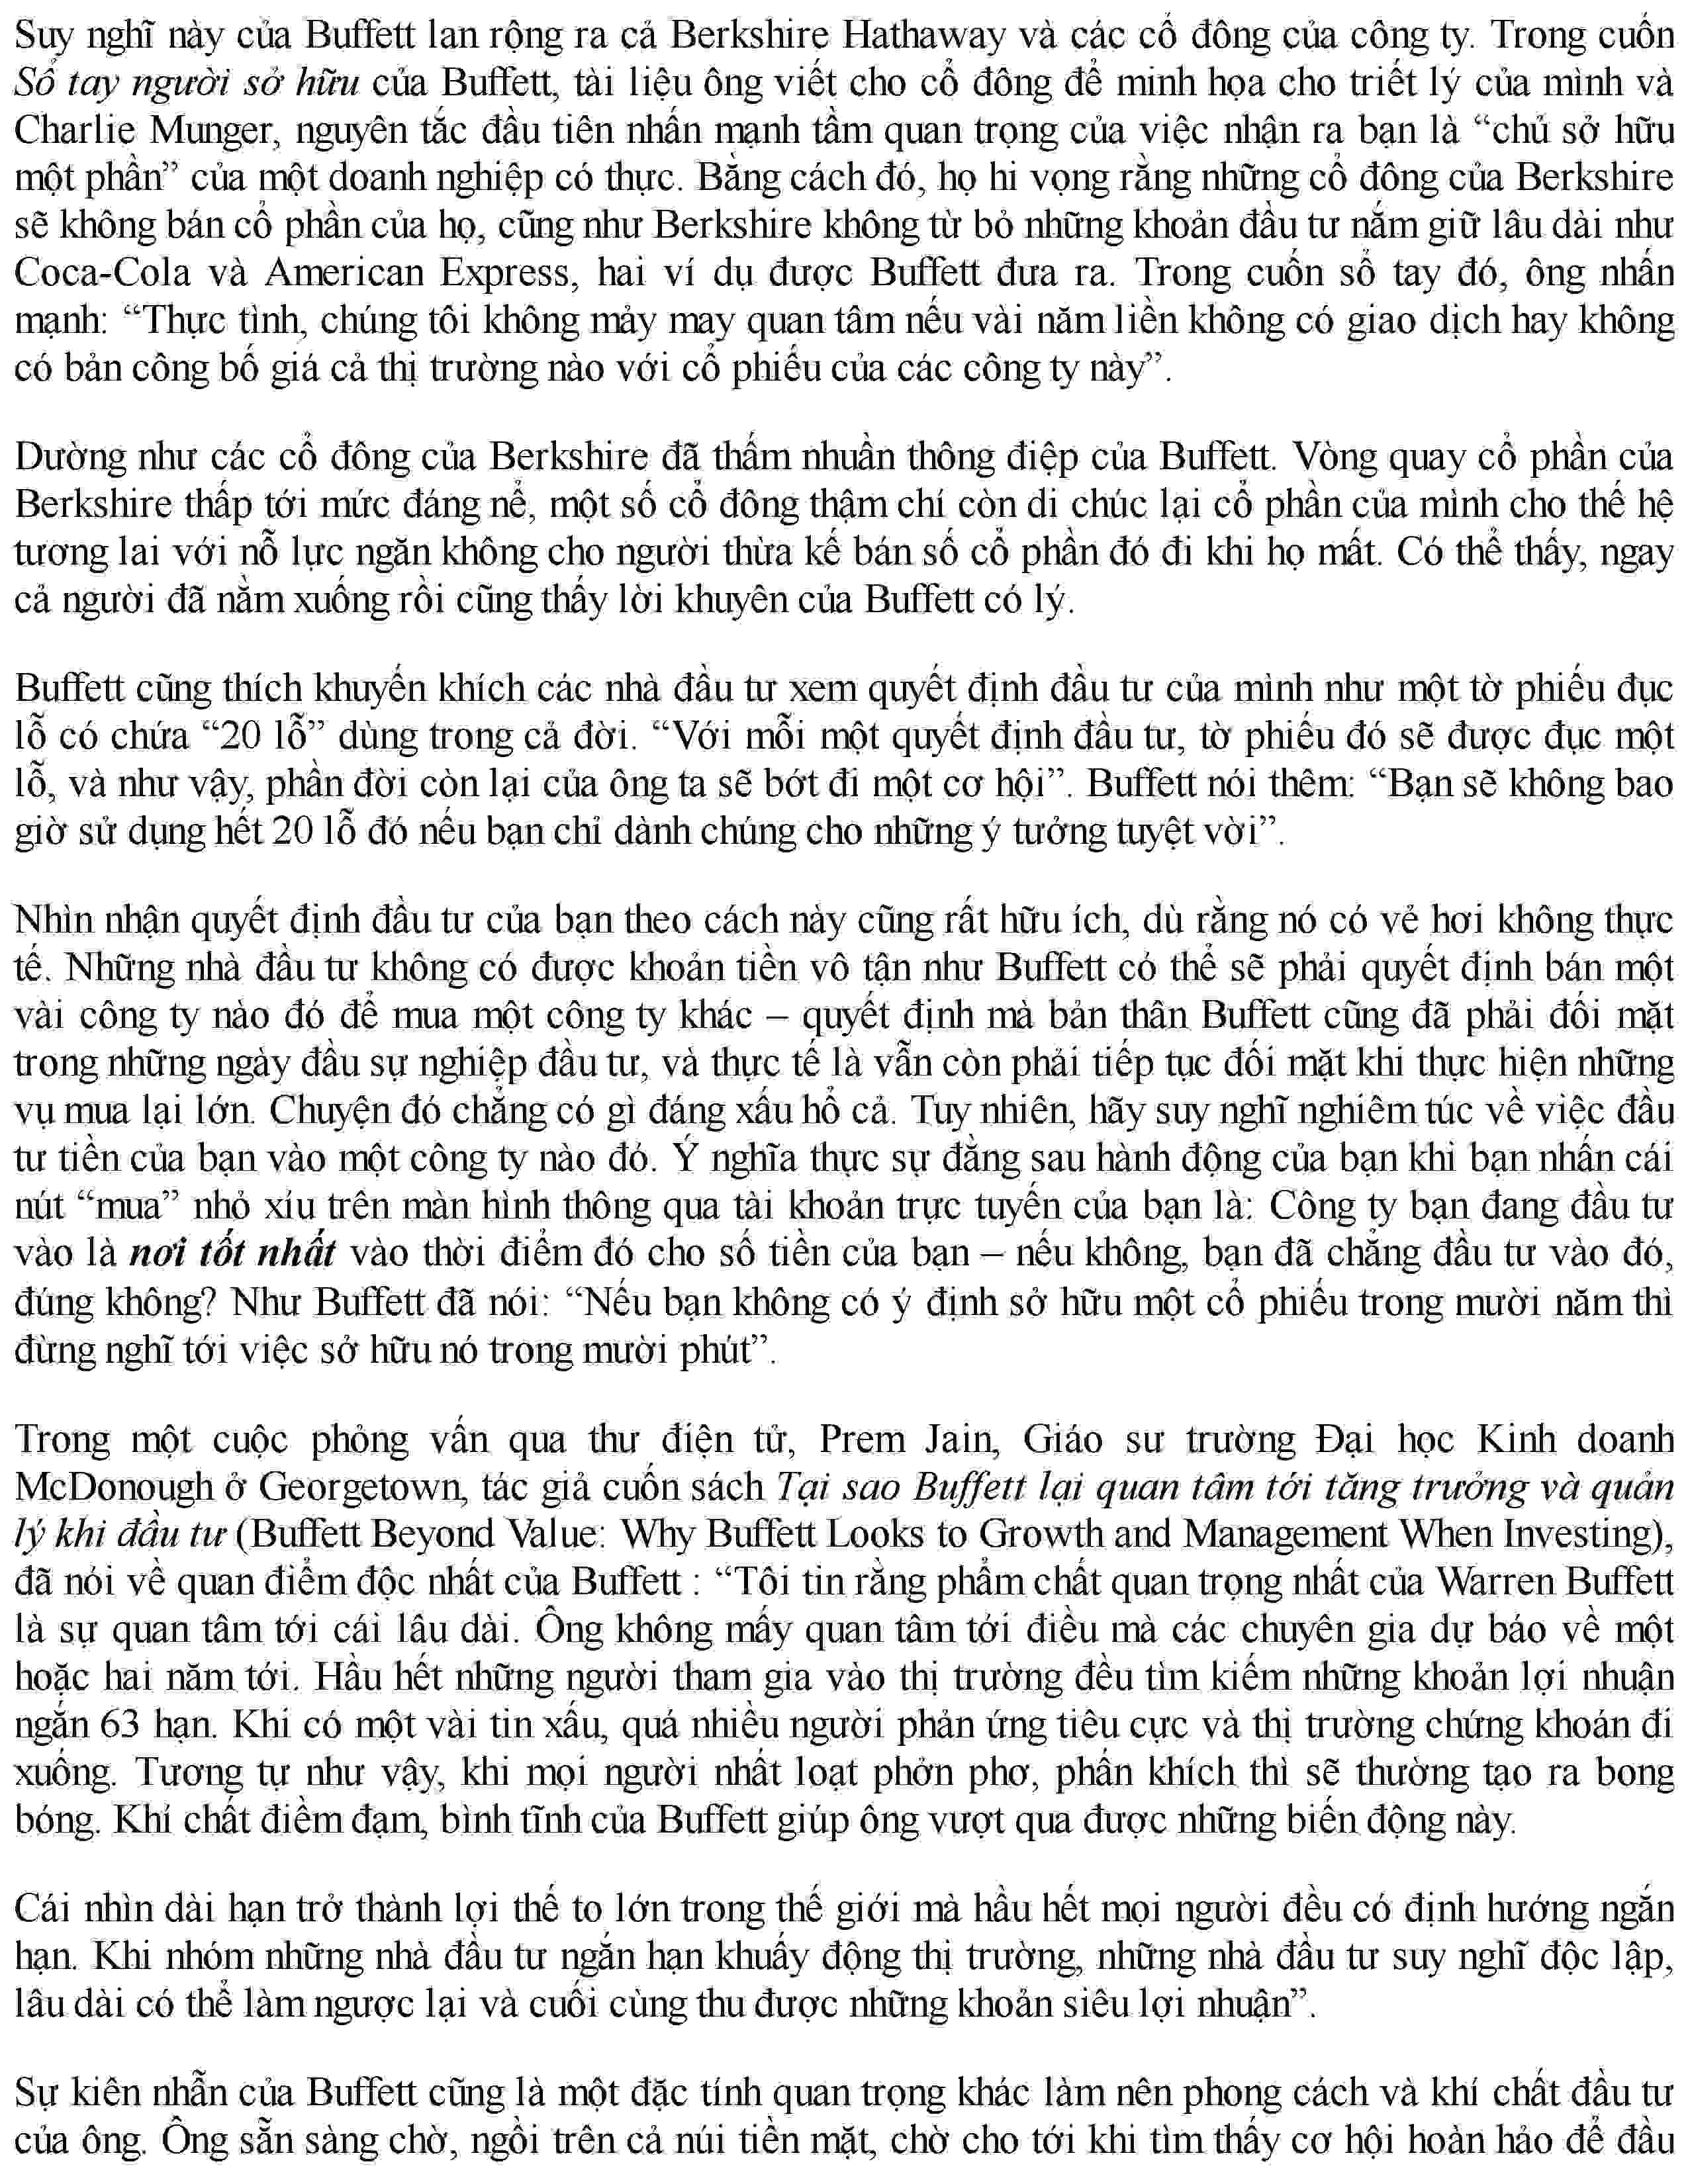 Suy nghĩ này của Buffett lan rộng ra cả Berkshire Hathaway và các cổ đông của công ty. Trong cuốn
Sổ tay người sở hữu của Buffett, tài liệu ông viết cho cổ đông để minh họa cho triết lý của mình và
Charlie Munger, nguyên tắc đầu tiên nhấn mạnh tầm quan trọng của việc nhận ra bạn là “chủ sở hữu
một phần” của một doanh nghiệp có thực. Bằng cách đó, họ hi vọng rằng những cổ đông của Berkshire
sẽ không bán cổ phần của họ, cũng như Berkshire không từ bỏ những khoản đầu tư nắm giữ lâu dài như
Coca-Cola và American Express, hai ví dụ được Buffett đưa ra. Trong cuốn sổ tay đó, ông nhấn
mạnh: “Thực tình, chúng tôi không mảy may quan tâm nếu vài năm liền không có giao dịch hay không
có bản công bố giá cả thị trường nào với cổ phiếu của các công ty này”.
Dường như các cổ đông của Berkshire đã thấm nhuần thông điệp của Buffett. Vòng quay cổ phần của
Berkshire thấp tới mức đáng nể, một số cổ đông thậm chí còn di chúc lại cổ phần của mình cho thế hệ
tương lai với nỗ lực ngăn không cho người thừa kế bán số cổ phần đó đi khi họ mất. Có thể thấy, ngay
cả người đã nằm xuống rồi cũng thấy lời khuyên của Buffett có lý.
Buffett cũng thích khuyến khích các nhà đầu tư xem quyết định đầu tư của mình như một tờ phiếu đục
lỗ có chứa “20 lỗ” dùng trong cả đời. “Với mỗi một quyết định đầu tư, tờ phiếu đó sẽ được đục một
lỗ, và như vậy, phần đời còn lại của ông ta sẽ bớt đi một cơ hội”. Buffett nói thêm: “Bạn sẽ không bao
giờ sử dụng hết 20 lỗ đó nếu bạn chỉ dành chúng cho những ý tưởng tuyệt vời”.
Nhìn nhận quyết định đầu tư của bạn theo cách này cũng rất hữu ích, dù rằng nó có vẻ hơi không thực
tế. Những nhà đầu tư không có được khoản tiền vô tận như Buffett có thể sẽ phải quyết định bán một
vài công ty nào đó để mua một công ty khác – quyết định mà bản thân Buffett cũng đã phải đối mặt
trong những ngày đầu sự nghiệp đầu tư, và thực tế là vẫn còn phải tiếp tục đối mặt khi thực hiện những
vụ mua lại lớn. Chuyện đó chẳng có gì đáng xấu hổ cả. Tuy nhiên, hãy suy nghĩ nghiêm túc về việc đầu
tư tiền của bạn vào một công ty nào đó. Ý nghĩa thực sự đằng sau hành động của bạn khi bạn nhấn cái
nút “mua” nhỏ xíu trên màn hình thông qua tài khoản trực tuyến của bạn là: Công ty bạn đang đầu tư
vào là nơi tốt nhất vào thời điểm đó cho số tiền của bạn – nếu không, bạn đã chẳng đầu tư vào đó,
đúng không? Như Buffett đã nói: “Nếu bạn không có ý định sở hữu một cổ phiếu trong mười năm thì
đừng nghĩ tới việc sở hữu nó trong mười phút”.
Trong một cuộc phỏng vấn qua thư điện tử, Prem Jain, Giáo sư trường Đại học Kinh doanh
McDonough ở Georgetown, tác giả cuốn sách Tại sao Buffett lại quan tâm tới tăng trưởng và quản
lý khi đầu tư (Buffett Beyond Value: Why Buffett Looks to Growth and Management When Investing),
đã nói về quan điểm độc nhất của Buffett : “Tôi tin rằng phẩm chất quan trọng nhất của Warren Buffett
là sự quan tâm tới cái lâu dài. Ông không mấy quan tâm tới điều mà các chuyên gia dự báo về một
hoặc hai năm tới. Hầu hết những người tham gia vào thị trường đều tìm kiếm những khoản lợi nhuận
ngắn 63 hạn. Khi có một vài tin xấu, quá nhiều người phản ứng tiêu cực và thị trường chứng khoán đi
xuống. Tương tự như vậy, khi mọi người nhất loạt phởn phơ, phấn khích thì sẽ thường tạo ra bong
bóng. Khí chất điềm đạm, bình tĩnh của Buffett giúp ông vượt qua được những biến động này.
Cái nhìn dài hạn trở thành lợi thế to lớn trong thế giới mà hầu hết mọi người đều có định hướng ngắn
hạn. Khi nhóm những nhà đầu tư ngắn hạn khuấy động thị trường, những nhà đầu tư suy nghĩ độc lập,
lâu dài có thể làm ngược lại và cuối cùng thu được những khoản siêu lợi nhuận”.
Sự kiên nhẫn của Buffett cũng là một đặc tính quan trọng khác làm nên phong cách và khí chất đầu tư
của ông. Ông sẵn sàng chờ, ngồi trên cả núi tiền mặt, chờ cho tới khi tìm thấy cơ hội hoàn hảo để đầu